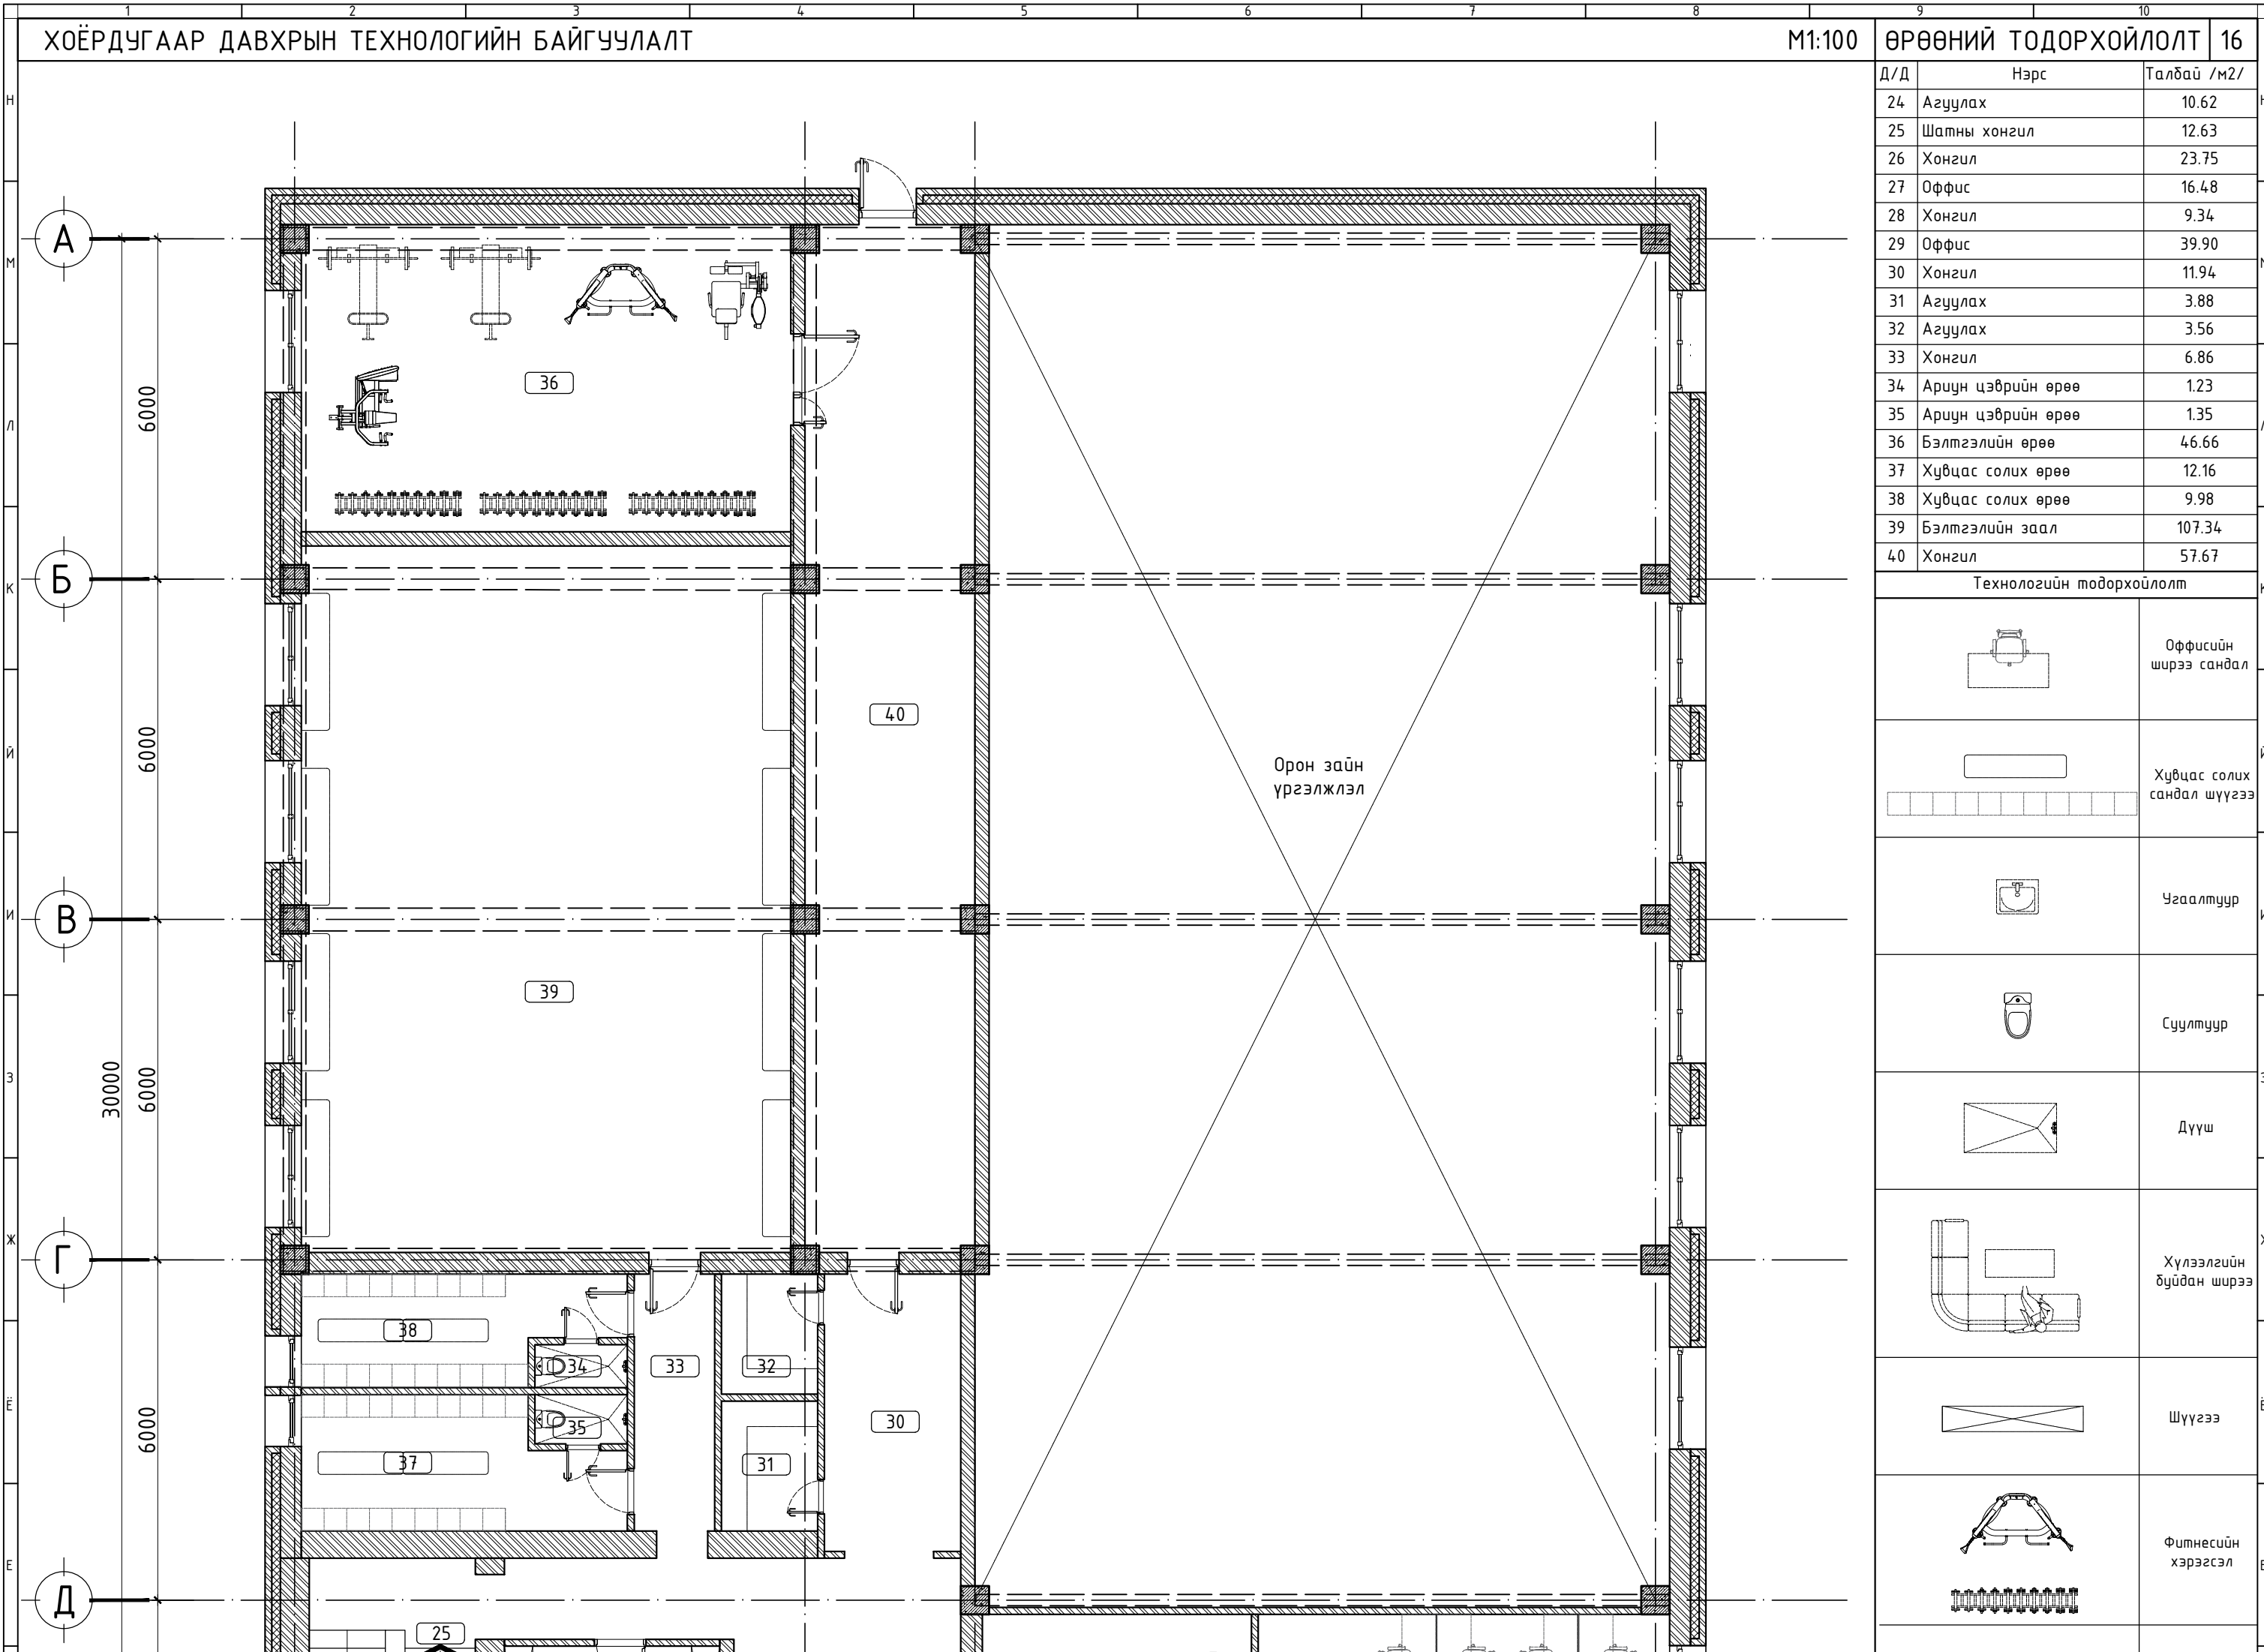 1 2 3 4 5 6 7 8 9 10
ХОЁРДУГААР ДАВХРЫН ТЕХНОЛОГИЙН БАЙГУУЛАЛТ
М1:100
ӨРӨӨНИЙ ТОДОРХОЙЛОЛТ 16
Д/Д Нэрс Талбай /м2/
24 Агуулах 10.62
25 Шатны хонгил 12.63
26 Хонгил 23.75
27 Оффис 16.48
28 Хонгил 9.34
29 Оффис 39.90
30 Хонгил 11.94
31 Агуулах 3.88
32 Агуулах 3.56
33 Хонгил 6.86
34 Ариун цэврийн өрөө 1.23
35 Ариун цэврийн өрөө 1.35
36 Бэлтгэлийн өрөө 46.66
37 Хувцас солих өрөө 12.16
38 Хувцас солих өрөө 9.98
39 Бэлтгэлийн заал 107.34
40 Хонгил 57.67
Технологийн тодорхойлолт
Оффисийн
ширээ сандал
Хувцас солих
сандал шүүгээ
Угаалтуур
Суултуур
Дүүш
Хүлээлгийн
буйдан ширээ
Шүүгээ
Фитнесийн
хэрэгсэл
Н
М
Л
К
Й
И
З
Ж
Ё
Е
А
Б
В
Г
Д
6000
6000
6000
6000
30000
36
40
Орон зайн
үргэлжлэл
39
38
34
33
32
35
30
37
31
25